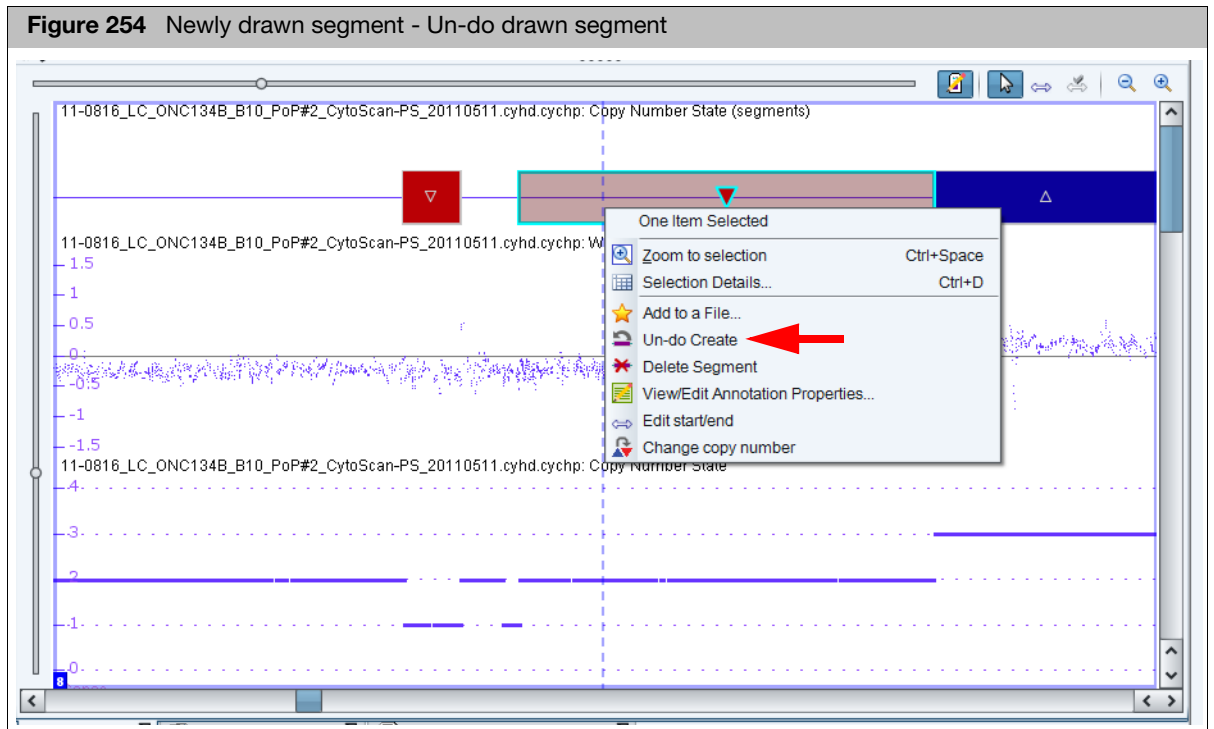 Figure 254 Newly drawn segment - Un-do drawn segment
11-0816_LC_ONC134B_B10_PoP#2_CytoScan-PS_20110511.cyhd.cychp: Copy Number State (segments)
One Item Selected
11-0816_LC_ONC134B_B10_PoP#2_CytoScan-PS_20110511.cyhd.cychp: W
Zoom to selection Ctrl+Space
Selection Details... Ctrl+D
Add to a File...
Un-do Create
Delete Segment
View/Edit Annotation Properties...
Edit start/end
Change copy number
1.5
1
0.5
0
-0.5
-1
-1.5
11-0816_LC_ONC134B_B10_PoP#2_CytoScan-PS_20110511.cyhd.cychp: Copy Number State
4
3
2
1
0
8